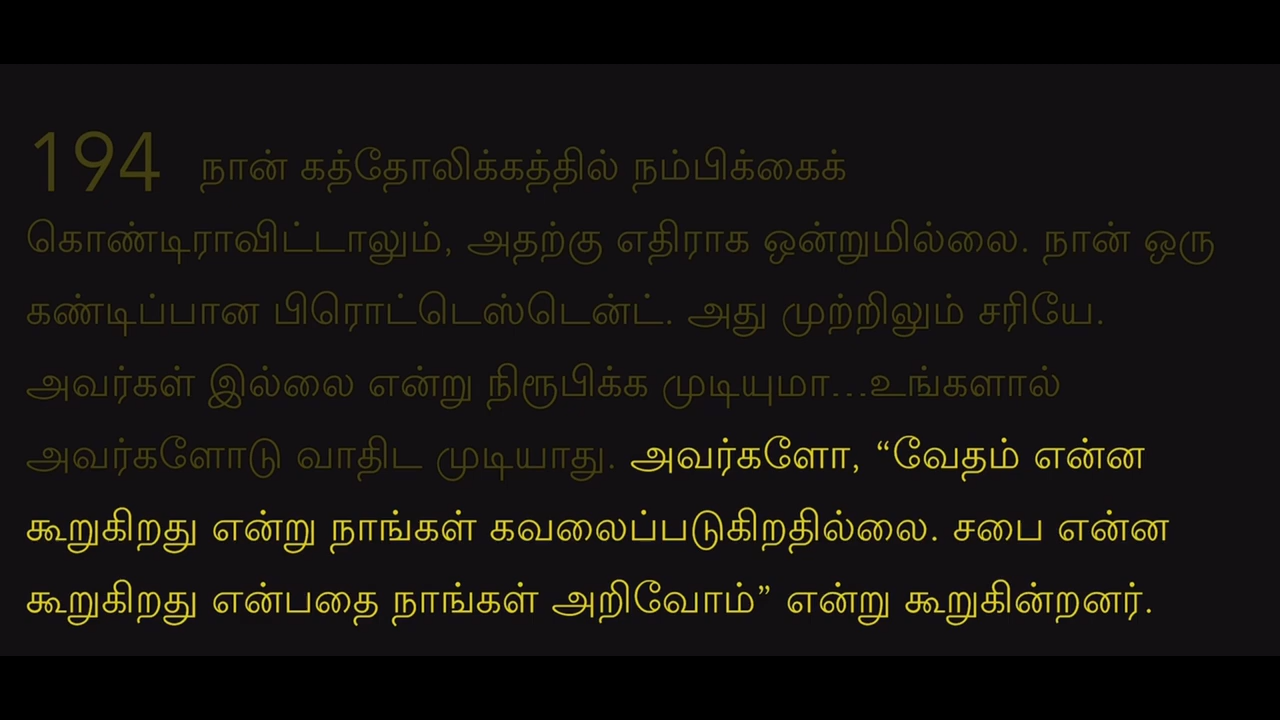 194 நான் கத்தோலிக்கத்தில் நம்பிக்கைக்
கொண்டிராவிட்டாலும், அதற்கு எதிராக ஒன்றுமில்லை. நான் ஒரு
கண்டிப்பான பிரொட்டெஸ்டென்ட். அது முற்றிலும் சரியே.
அவர்கள் இல்லை என்று நிரூபிக்க முடியுமா...உங்களால்
அவர்களோடு வாதிட முடியாது. அவர்களோ, “வேதம் என்ன
கூறுகிறது என்று நாங்கள் கவலைப்படுகிறதில்லை. சபை என்ன
கூறுகிறது என்பதை நாங்கள் அறிவோம்” என்று கூறுகின்றனர்.